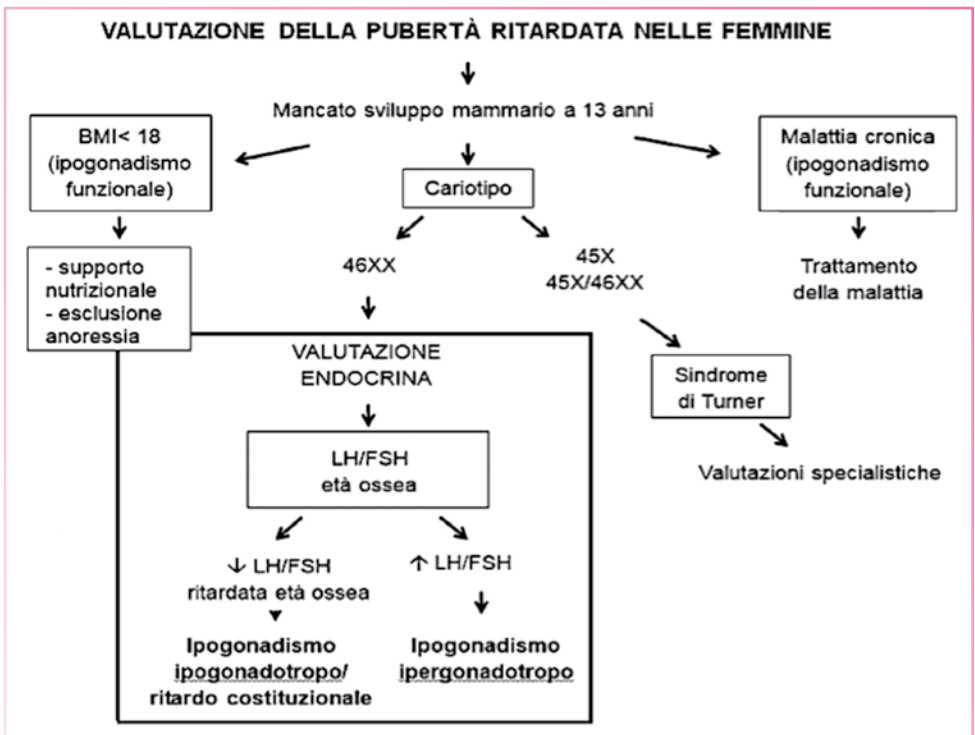 VALUTAZIONE DELLA PUBERTÀ RITARDATA NELLE FEMMINE
Mancato sviluppo mammario a 13 anni
BMI< 18
(ipogonadismo
funzionale)
- supporto
nutrizionale
- esclusione
anoressia
Cariotipo
Malattia cronica
(ipogonadismo
funzionale)
Trattamento
della malattia
46XX
45X
45X/46XX
Sindrome
di Turner
Valutazioni specialistiche
VALUTAZIONE
ENDOCRINA
LH/FSH
età ossea
↓ LH/FSH
ritardata età ossea
Ipogonadismo
ipogonadotropo/
ritardo costituzionale
↑ LH/FSH
Ipogonadismo
ipergonadotropo